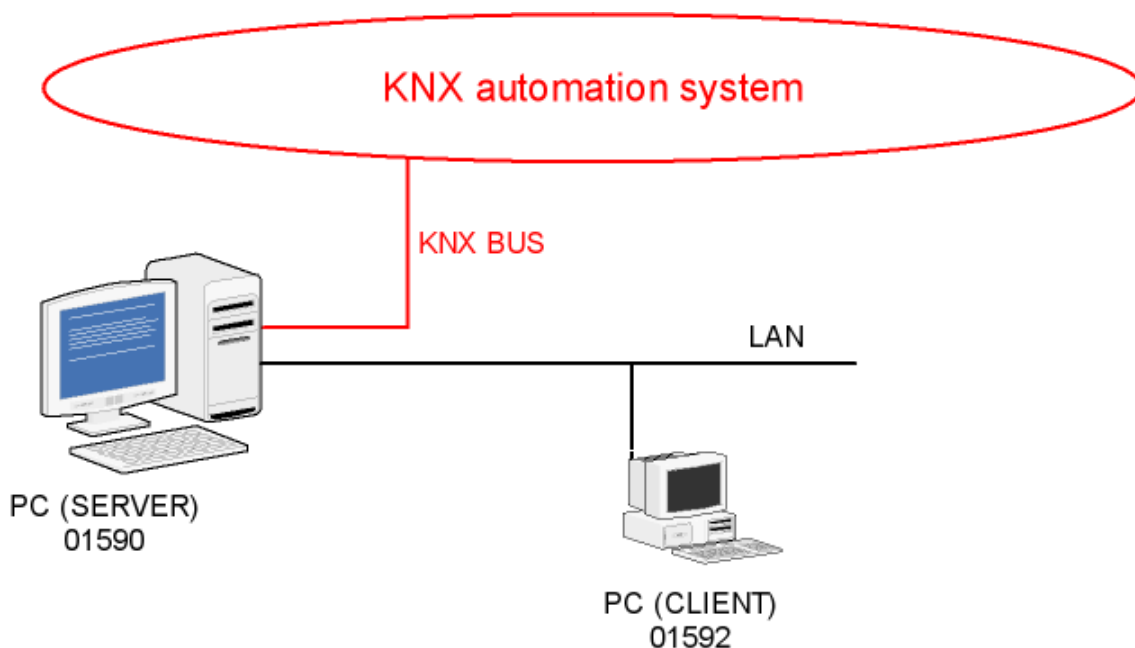 KNX automation system
KNX BUS
LAN
PC (SERVER)
01590
PC (CLIENT)
01592